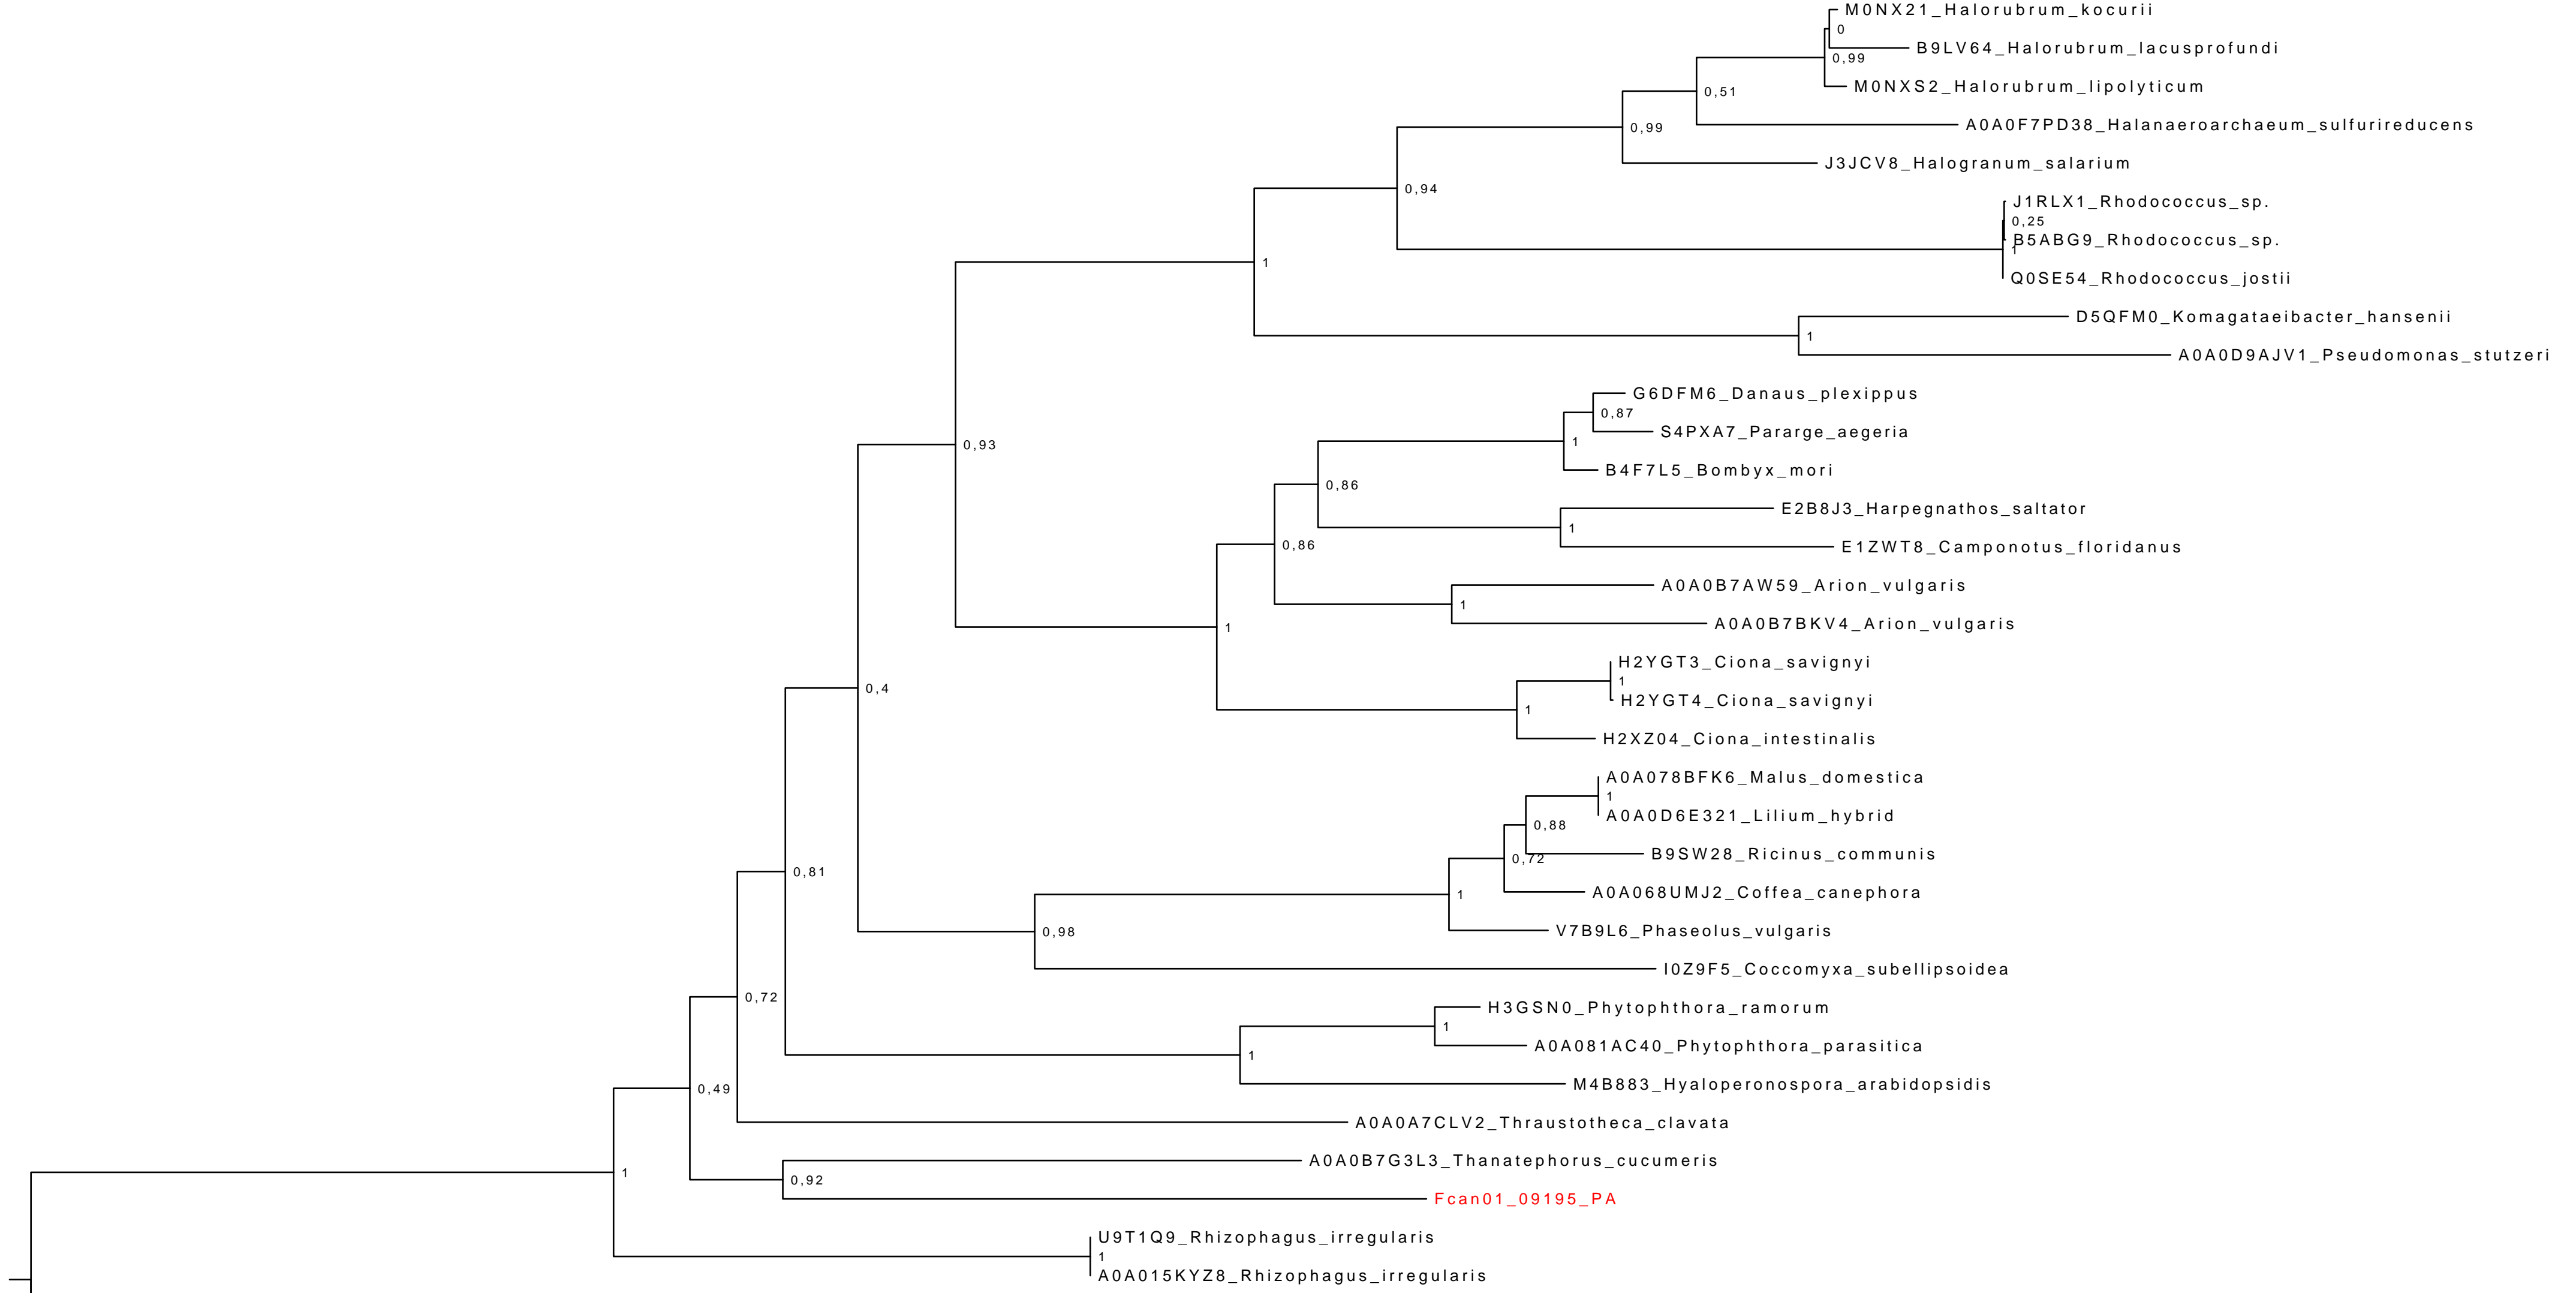 M0NX21_Halorubrum_kocurii
0
B9LV64_Halorubrum_lacusprofundi
0,99
M0NXS2_Halorubrum_lipolyticum
0,51
A0A0F7PD38_Halanaeroarchaeum_sulfurireducens
0,99
J3JCV8_Halogranum_salarium
0,94
J1RLX1_Rhodococcus_sp.
0,25
B5ABG9_Rhodococcus_sp.
1
Q0SE54_Rhodococcus_jostii
1
D5QFM0_Komagataeibacter_hansenii
1
A0A0D9AJV1_Pseudomonas_stutzeri
G6DFM6_Danaus_plexippus
0,87
S4PXA7_Pararge_aegeria
1
0,93
B4F7L5_Bombyx_mori
0,86
E2B8J3_Harpegnathos_saltator
1
0,86
E1ZWT8_Camponotus_floridanus
A0A0B7AW59_Arion_vulgaris
1
A0A0B7BKV4_Arion_vulgaris
1
H2YGT3_Ciona_savignyi
1
0,4
H2YGT4_Ciona_savignyi
1
H2XZ04_Ciona_intestinalis
A0A078BFK6_Malus_domestica
1
A0A0D6E321_Lilium_hybrid
0,88
B9SW28_Ricinus_communis
0,72
0,81
A0A068UMJ2_Coffea_canephora
1
V7B9L6_Phaseolus_vulgaris
0,98
I0Z9F5_Coccomyxa_subellipsoidea
0,72
H3GSN0_Phytophthora_ramorum
1
A0A081AC40_Phytophthora_parasitica
1
M4B883_Hyaloperonospora_arabidopsidis
0,49
A0A0A7CLV2_Thraustotheca_clavata
A0A0B7G3L3_Thanatephorus_cucumeris
1
0,92
Fcan01_09195_PA
U9T1Q9_Rhizophagus_irregularis
1
A0A015KYZ8_Rhizophagus_irregularis